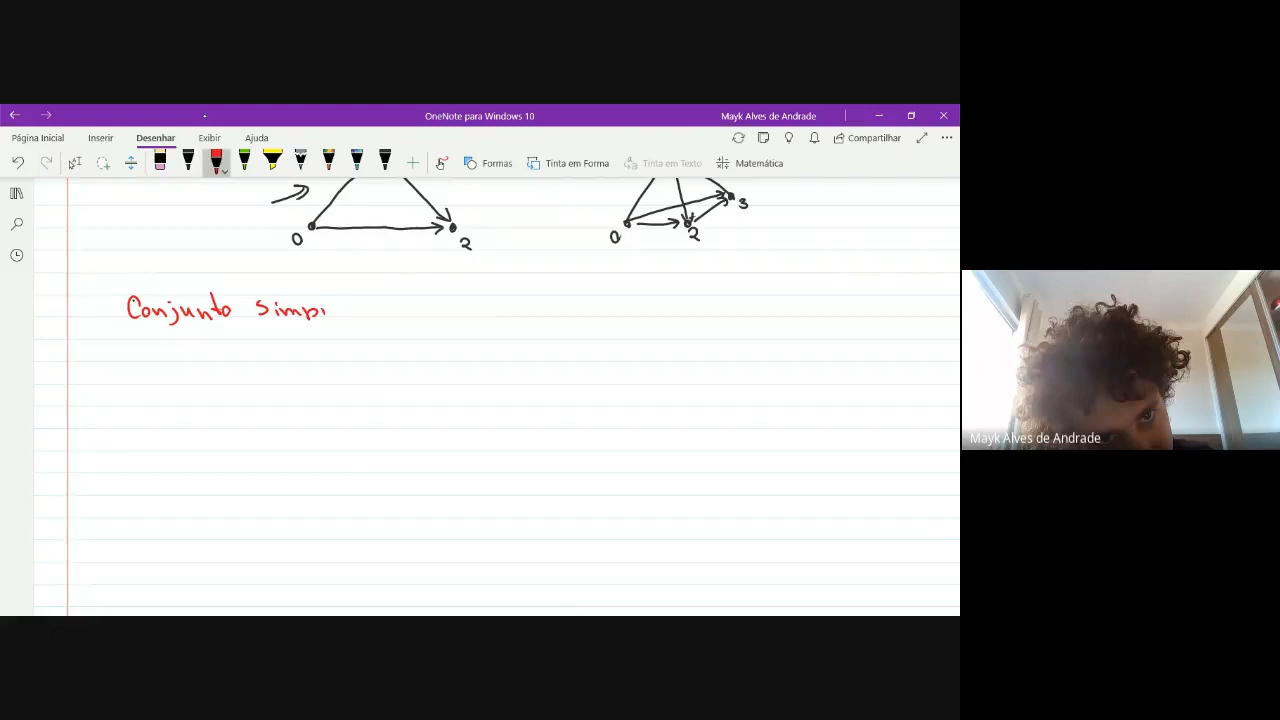 OneNote para Windows 10
Mayk Alves de Andrade
Página Inicial
Inserir
Desenhar
Exibir
Ajuda
Compartilhar
Formas
Tinta em Forma
Tinta em Texto
Matemática
0
2
0
2
3
Conjunto simp
Mayk Alves de Andrade